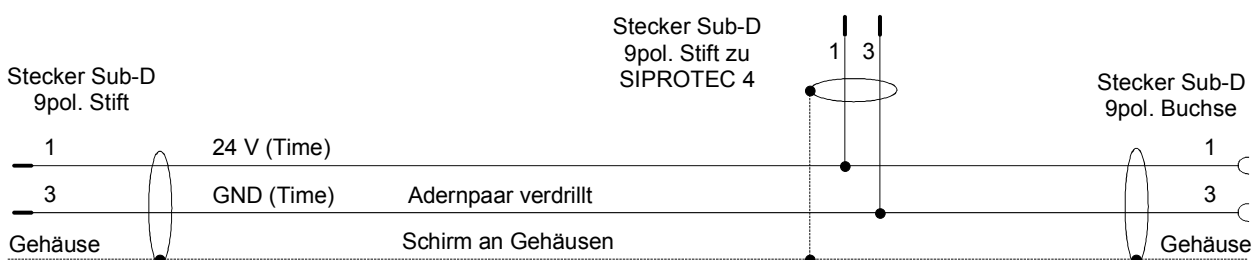 Stecker Sub-D
9pol. Stift zu
SIPROTEC 4
1
3
Stecker Sub-D
9pol. Stift
Stecker Sub-D
9pol. Buchse
1
24 V (Time)
1
3
GND (Time)
Adernpaar verdrillt
3
Gehäuse
Schirm an Gehäusen
Gehäuse